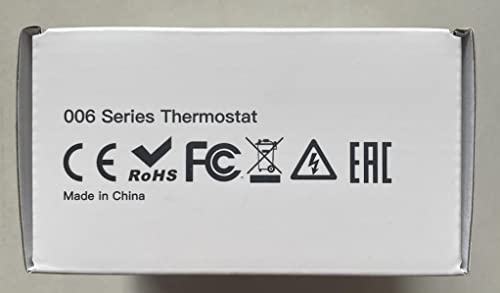 006 Series Thermostat
CE RoHS FC EAC
Made in China